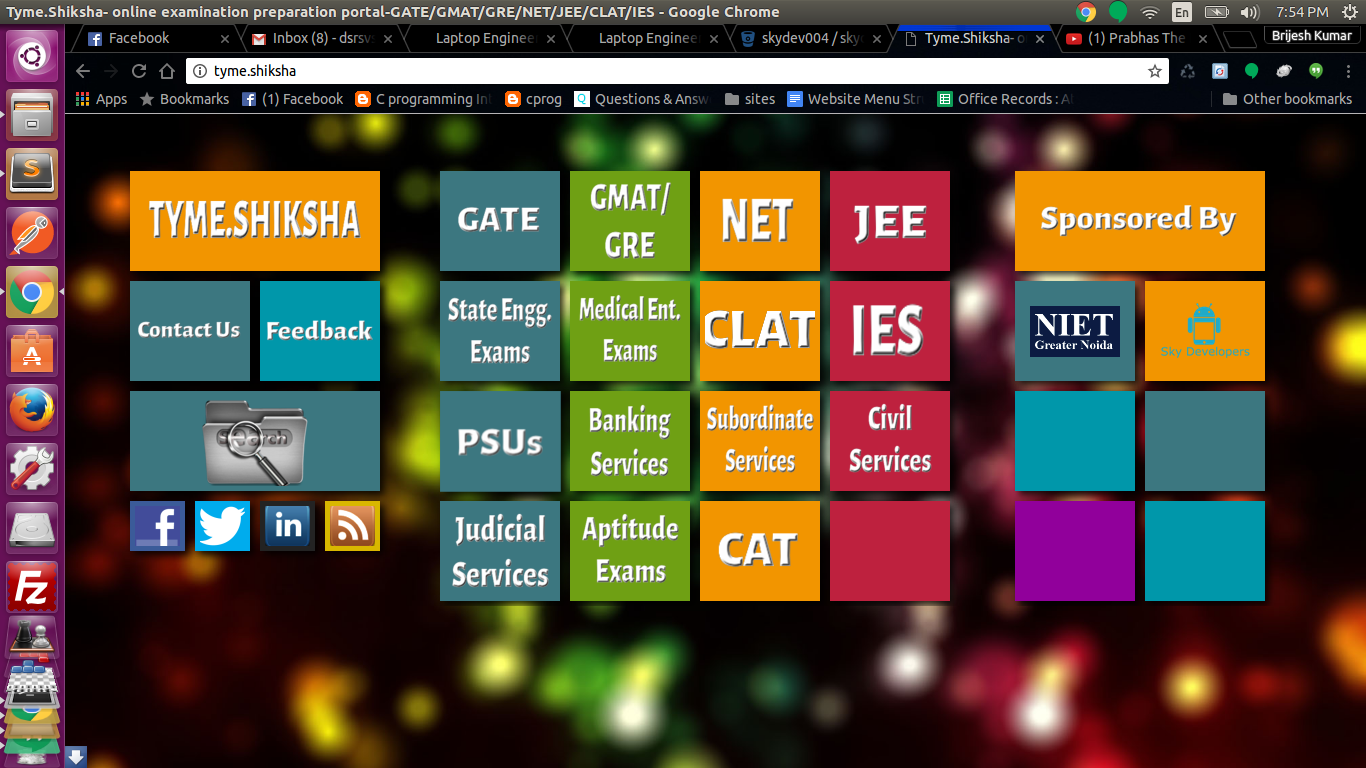 Tyme.Shiksha- online examination preparation portal-GATE/GMAT/GRE/NET/JEE/CLAT/IES - Google Chrome
En
7:54 PM
Facebook
Inbox (8) - dsrsv
Laptop Engineer
Laptop Engineer
skydev004 / sky
Tyme.Shiksha- o
(1) Prabhas The
Brijesh Kumar
tyme.shiksha
Apps
Bookmarks
(1) Facebook
C programming Int
cprog
Questions & Answ
sites
Website Menu Str
Office Records : A
Other bookmarks
TYME.SHIKSHA
GATE
GMAT/
GRE
NET
JEE
Sponsored By
Contact Us
Feedback
State Engg.
Exams
Medical Ent.
Exams
CLAT
IES
NIET
Greater Noida
Sky Developers
Search
PSUs
Banking
Services
Subordinate
Services
Civil
Services
Judicial
Services
Aptitude
Exams
CAT